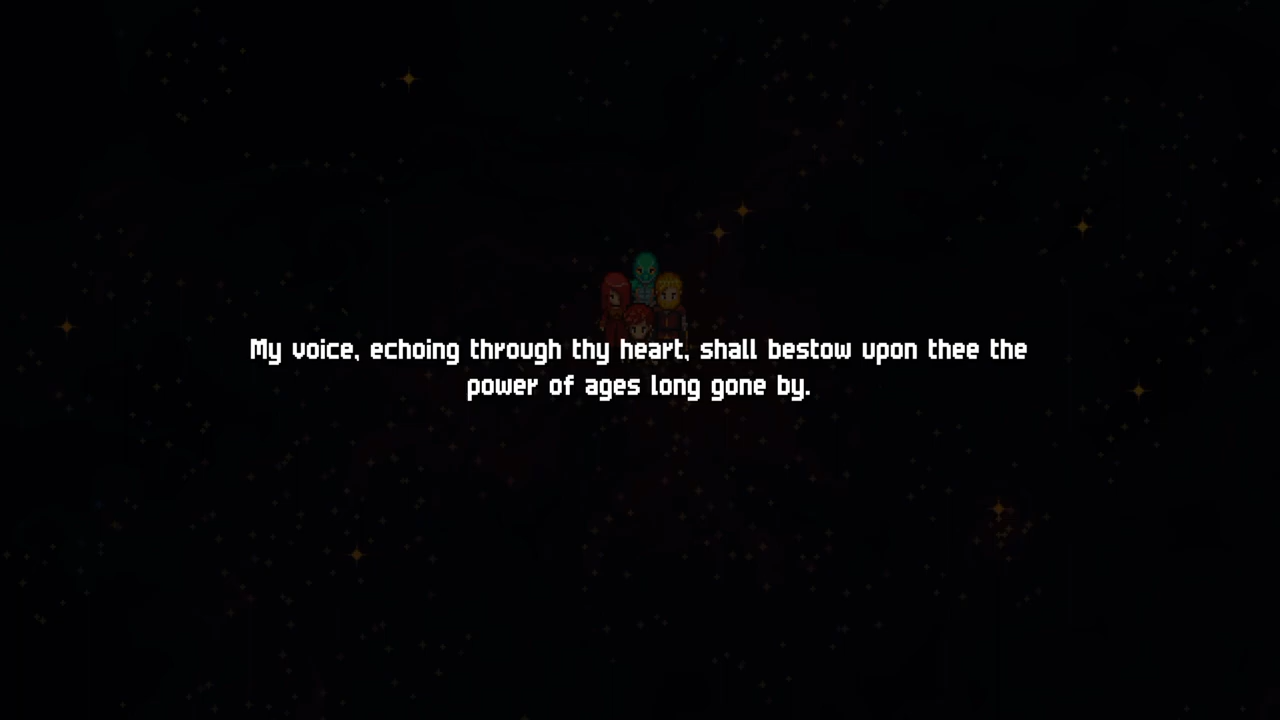 My voice, echoing through thy heart, shall bestow upon thee the
power of ages long gone by.